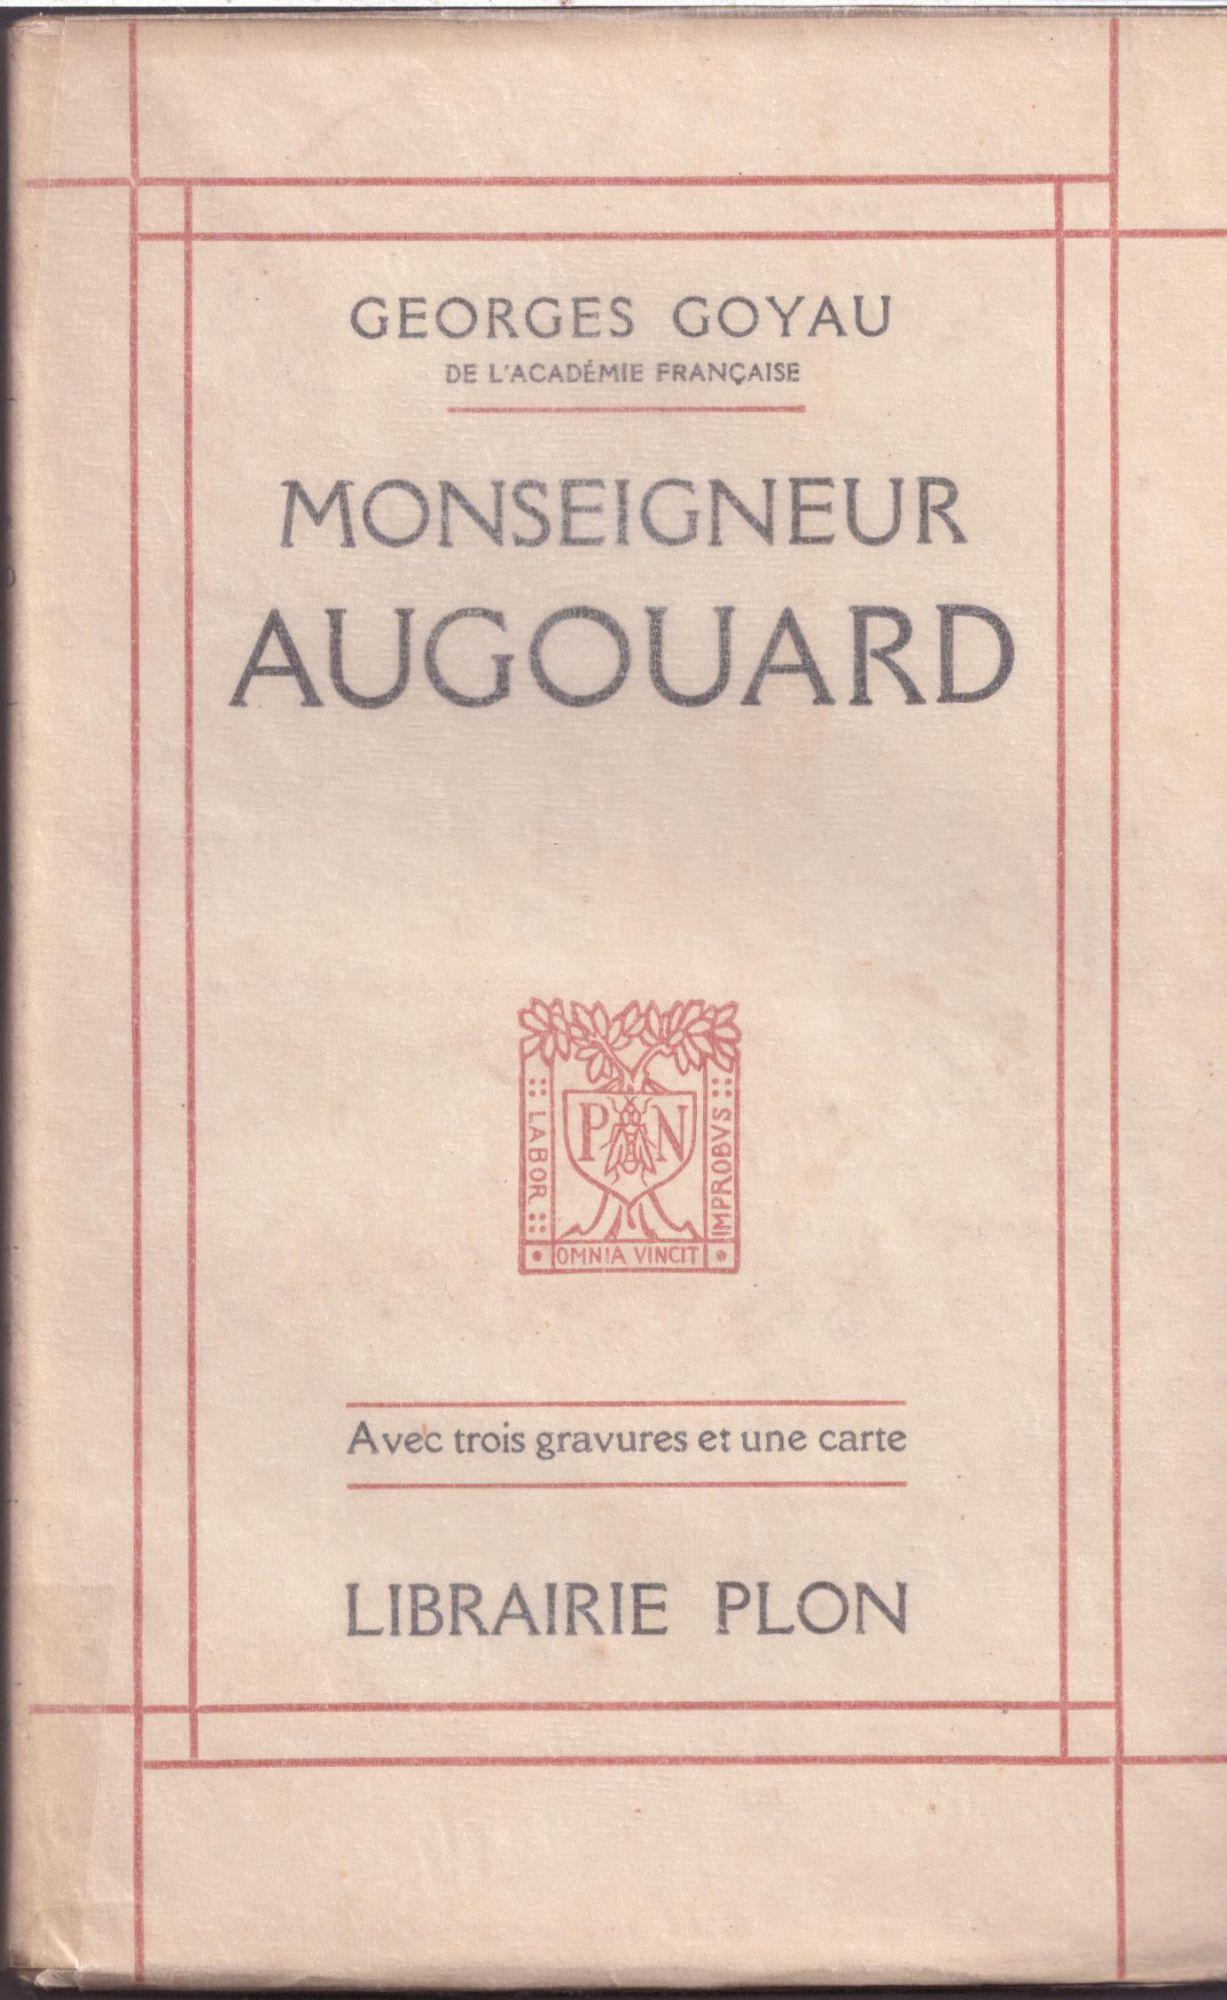 GEORGES GOYAU
DE L'ACADÉMIE FRANÇAISE
MONSEIGNEUR
AUGOUARD
P N
LABOR
IMPROBVS
OMNIA VINCIT
Avec trois gravures et une carte
LIBRAIRIE PLON